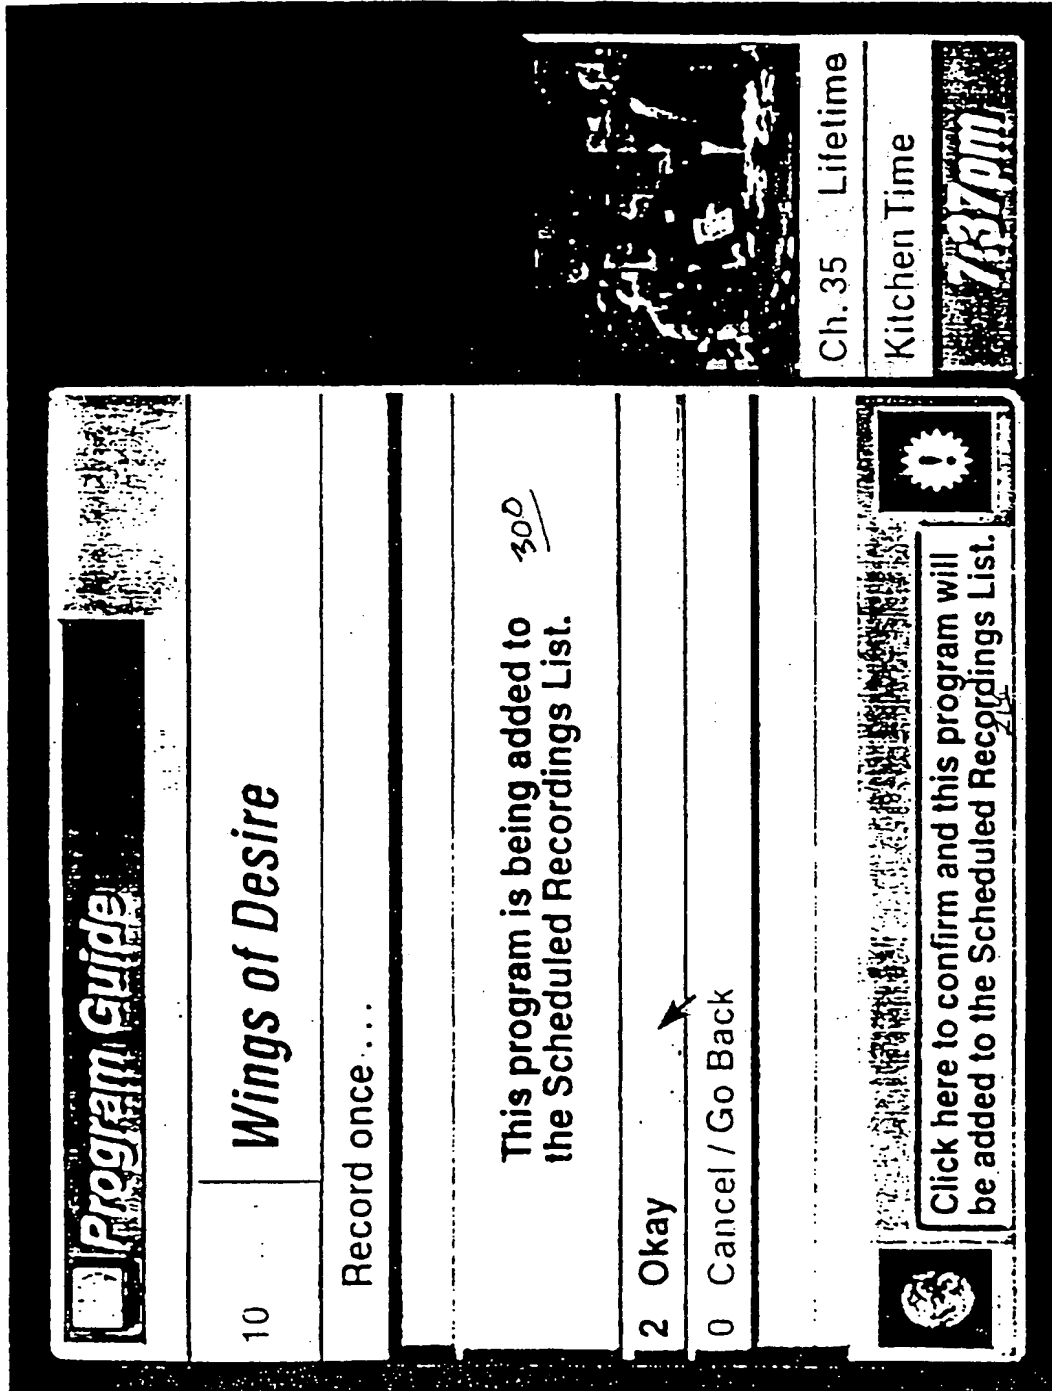 Program Guide
10 Wings of Desire
Record once...
This program is being added to
the Scheduled Recordings List.
300
2 Okay
0 Cancel / Go Back
Click here to confirm and this program will
be added to the Scheduled Recordings List.
Ch. 35 Lifetime
Kitchen Time
7:37pm